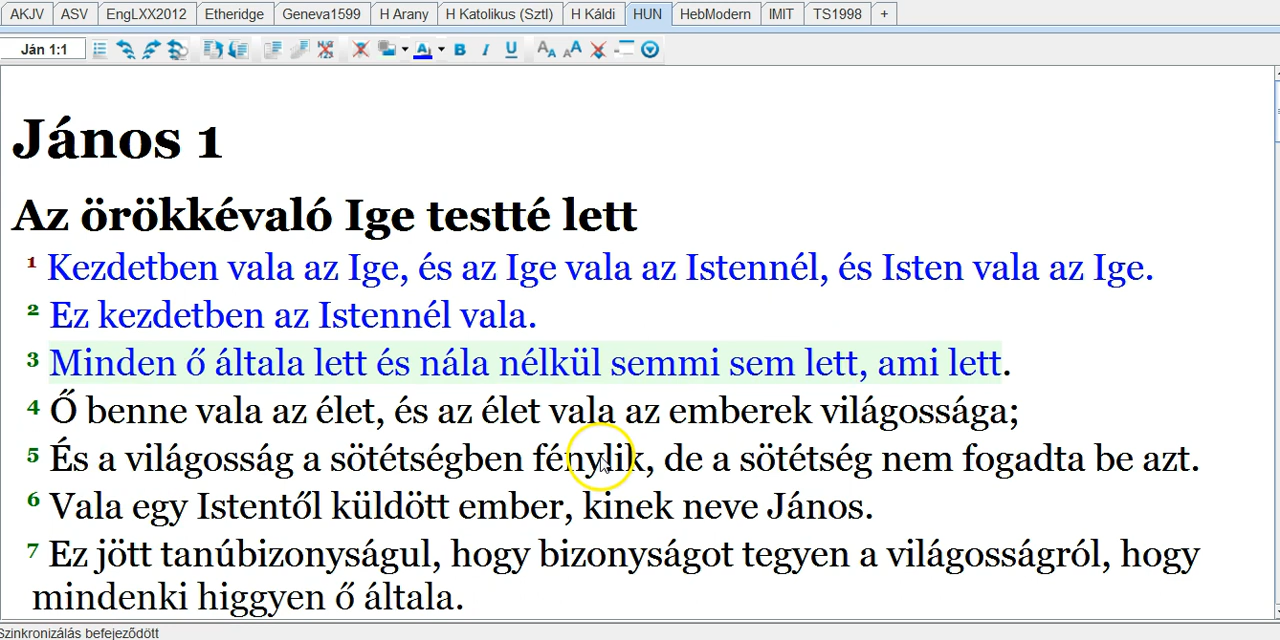 AKJV ASV EngLXX2012 Etheridge Geneva1599 H Arany H Katolikus (Sztl) H Káldi HUN HebModern IMIT TS1998 +
Ján 1:1
János 1
Az örökkévaló Ige testté lett
1 Kezdetben vala az Ige, és az Ige vala az Istennél, és Isten vala az Ige.
2 Ez kezdetben az Istennél vala.
3 Minden ő általa lett és nála nélkül semmi sem lett, ami lett.
4 Ő benne vala az élet, és az élet vala az emberek világossága;
5 És a világosság a sötétségben fénylik, de a sötétség nem fogadta be azt.
6 Vala egy Istentől küldött ember, kinek neve János.
7 Ez jött tanúbizonyságul, hogy bizonyságot tegyen a világosságról, hogy
mindenki higgyen ő általa.
Szinkronizálás befejeződött